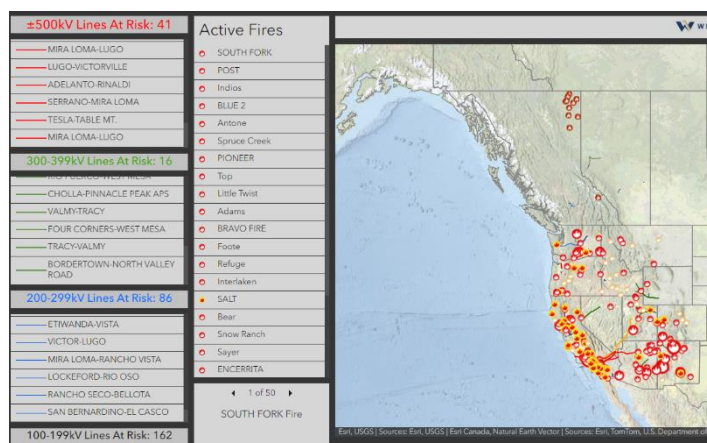 ±500kV Lines At Risk: 41
MIRA LOMA-LUGO
LUGO-VICTORVILLE
ADELANTO-RINALDI
SERRANO-MIRA LOMA
TESLA-TABLE MT.
MIRA LOMA-LUGO
300-399kV Lines At Risk: 16
CHOLLA-PINNACLE PEAK APS
VALMY-TRACY
FOUR CORNERS-WEST MESA
TRACY-VALMY
BORDERTOWN-NORTH VALLEY
ROAD
200-299kV Lines At Risk: 86
ETIWANDA-VISTA
VICTOR-LUGO
MIRA LOMA-RANCHO VISTA
LOCKEFORD-RIO OSO
RANCHO SECO-BELLOTA
SAN BERNARDINO-EL CASCO
100-199kV Lines At Risk: 162
Active Fires
SOUTH FORK
POST
Indios
BLUE 2
Antone
Spruce Creek
PIONEER
Top
Little Twist
Adams
BRAVO FIRE
Foote
Refuge
Interlaken
SALT
Bear
Snow Ranch
Sayer
ENCERRITA
1 of 50
SOUTH FORK Fire
W E
Esri, USGS | Sources: Esri, USGS | Esri Canada, Natural Earth Vector | Sources: Esri, TomTom, U.S. Department of